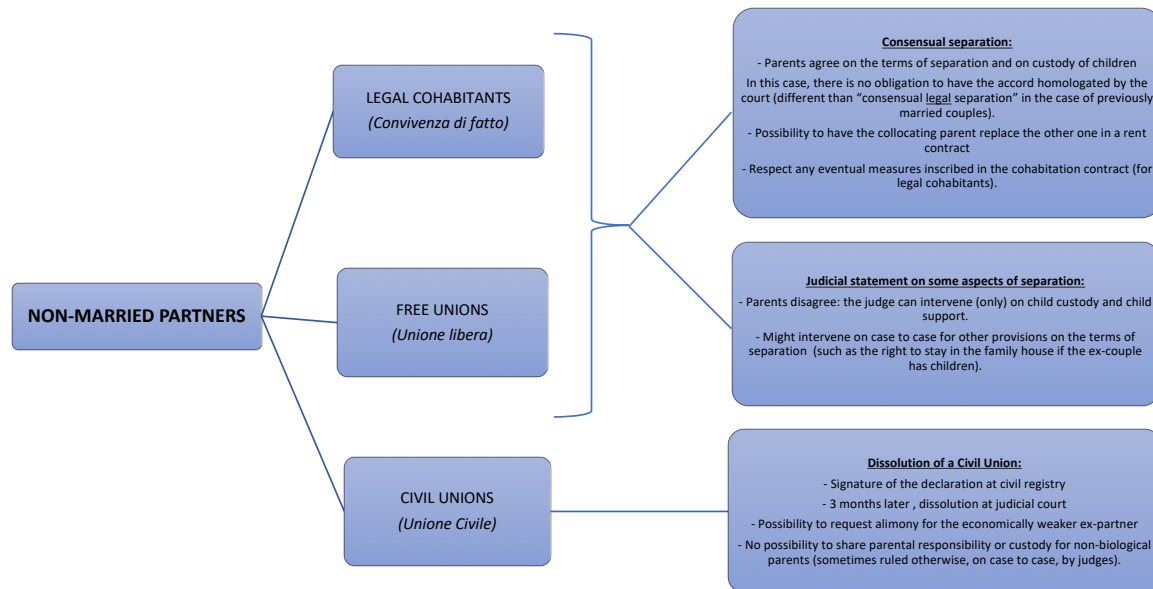 NON-MARRIED PARTNERS
LEGAL COHABITANTS
(Convivenza di fatto)
FREE UNIONS
(Unione libera)
CIVIL UNIONS
(Unione Civile)
Consensual separation:
- Parents agree on the terms of separation and on custody of children
In this case, there is no obligation to have the accord homologated by the
court (different than “consensual legal separation” in the case of previously
married couples).
- Possibility to have the collocating parent replace the other one in a rent
contract
- Respect any eventual measures inscribed in the cohabitation contract (for
legal cohabitants).
Judicial statement on some aspects of separation:
- Parents disagree: the judge can intervene (only) on child custody and child
support.
- Might intervene on case to case for other provisions on the terms of
separation (such as the right to stay in the family house if the ex-couple
has children).
Dissolution of a Civil Union:
- Signature of the declaration at civil registry
- 3 months later , dissolution at judicial court
- Possibility to request alimony for the economically weaker ex-partner
- No possibility to share parental responsibility or custody for non-biological
parents (sometimes ruled otherwise, on case to case, by judges).